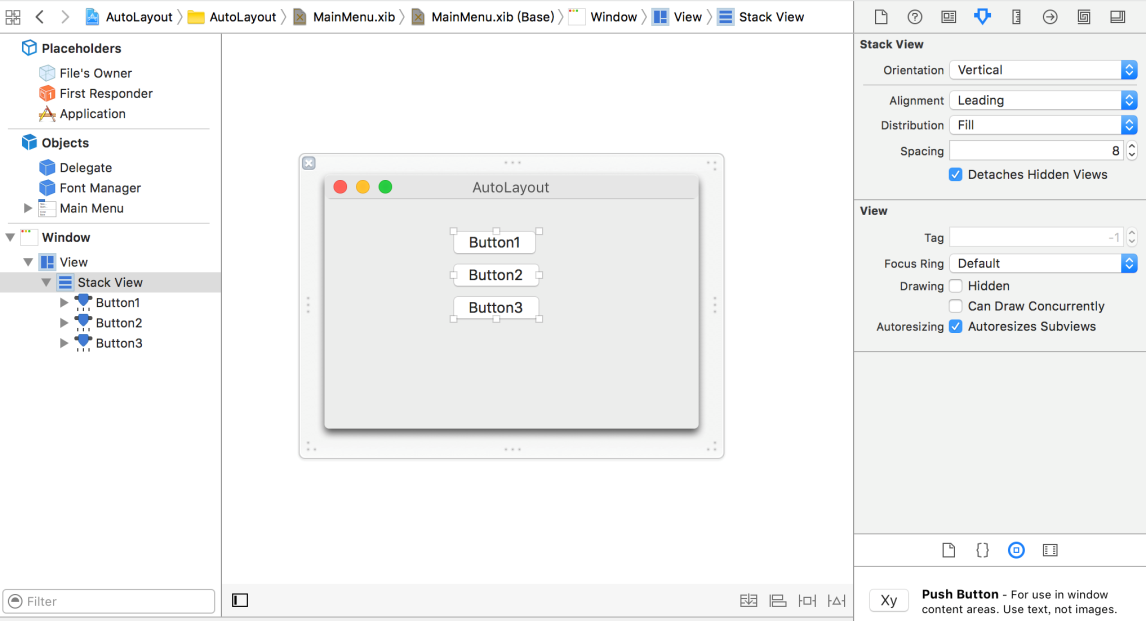 AutoLayout AutoLayout MainMenu.xib MainMenu.xib (Base) Window View Stack View
Placeholders
File's Owner
First Responder
Application
Objects
Delegate
Font Manager
Main Menu
Window
View
Stack View
Button1
Button2
Button3
Filter
AutoLayout
Button1
Button2
Button3
Stack View
Orientation Vertical
Alignment Leading
Distribution Fill
Spacing 8
Detaches Hidden Views
View
Tag -1
Focus Ring Default
Drawing Hidden
Can Draw Concurrently
Autoresizing Autoresizes Subviews
{}
Xy
Push Button - For use in window
content areas. Use text, not images.